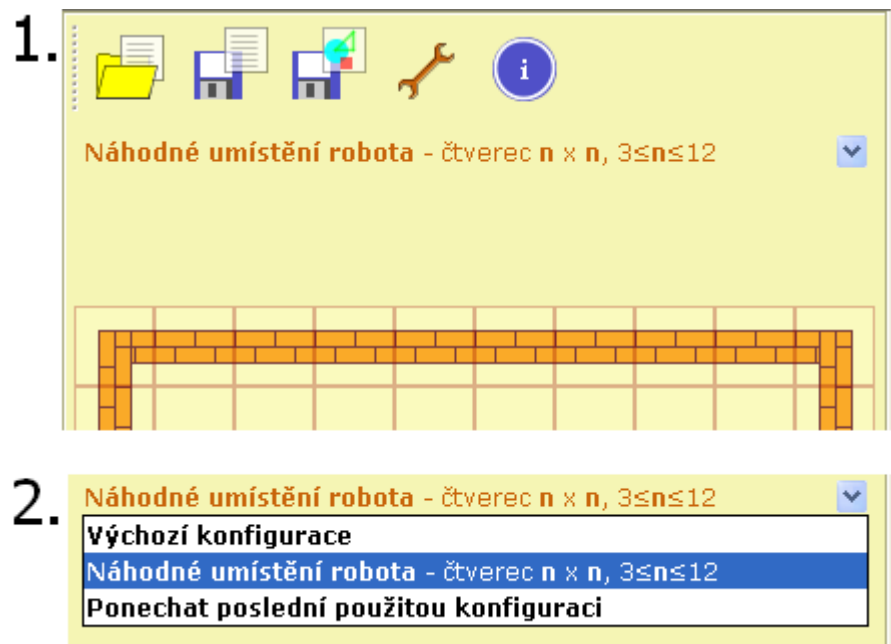 1.
i
Náhodné umístění robota - čtverec n x n, 3≤n≤12
2.
Náhodné umístění robota - čtverec n x n, 3≤n≤12
Výchozí konfigurace
Náhodné umístění robota - čtverec n x n, 3≤n≤12
Ponechat poslední použitou konfiguraci